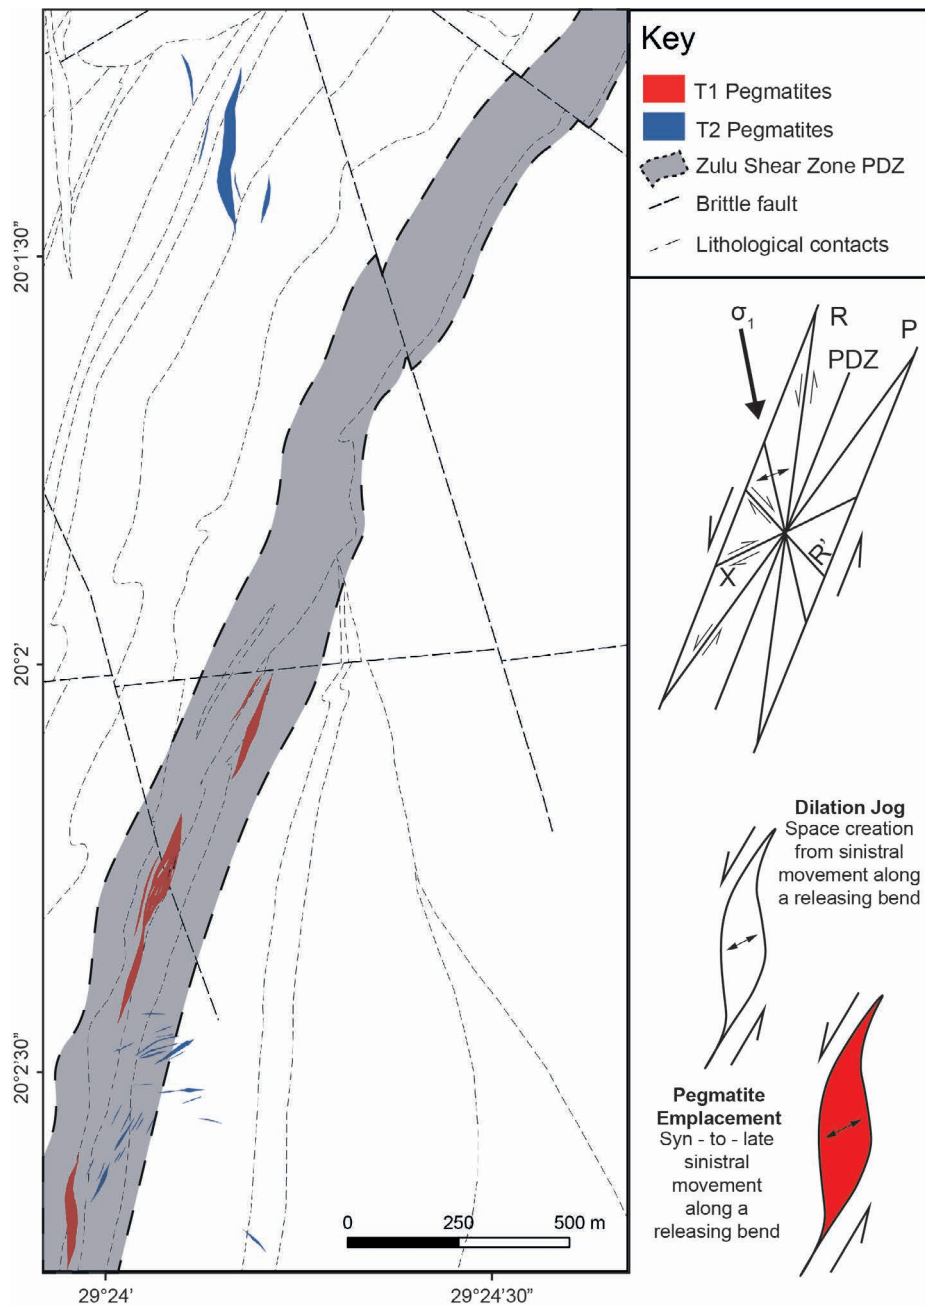 Key
T1 Pegmatites
T2 Pegmatites
Zulu Shear Zone PDZ
Brittle fault
Lithological contacts
20°1'30"
20°2'
20°2'30"
29°24'
29°24'30"
0
250
500 m
σ1
R
P
PDZ
R'
X
Dilation Jog
Space creation
from sinistral
movement along
a releasing bend
Pegmatite
Emplacement
Syn - to - late
sinistral
movement
along a
releasing bend